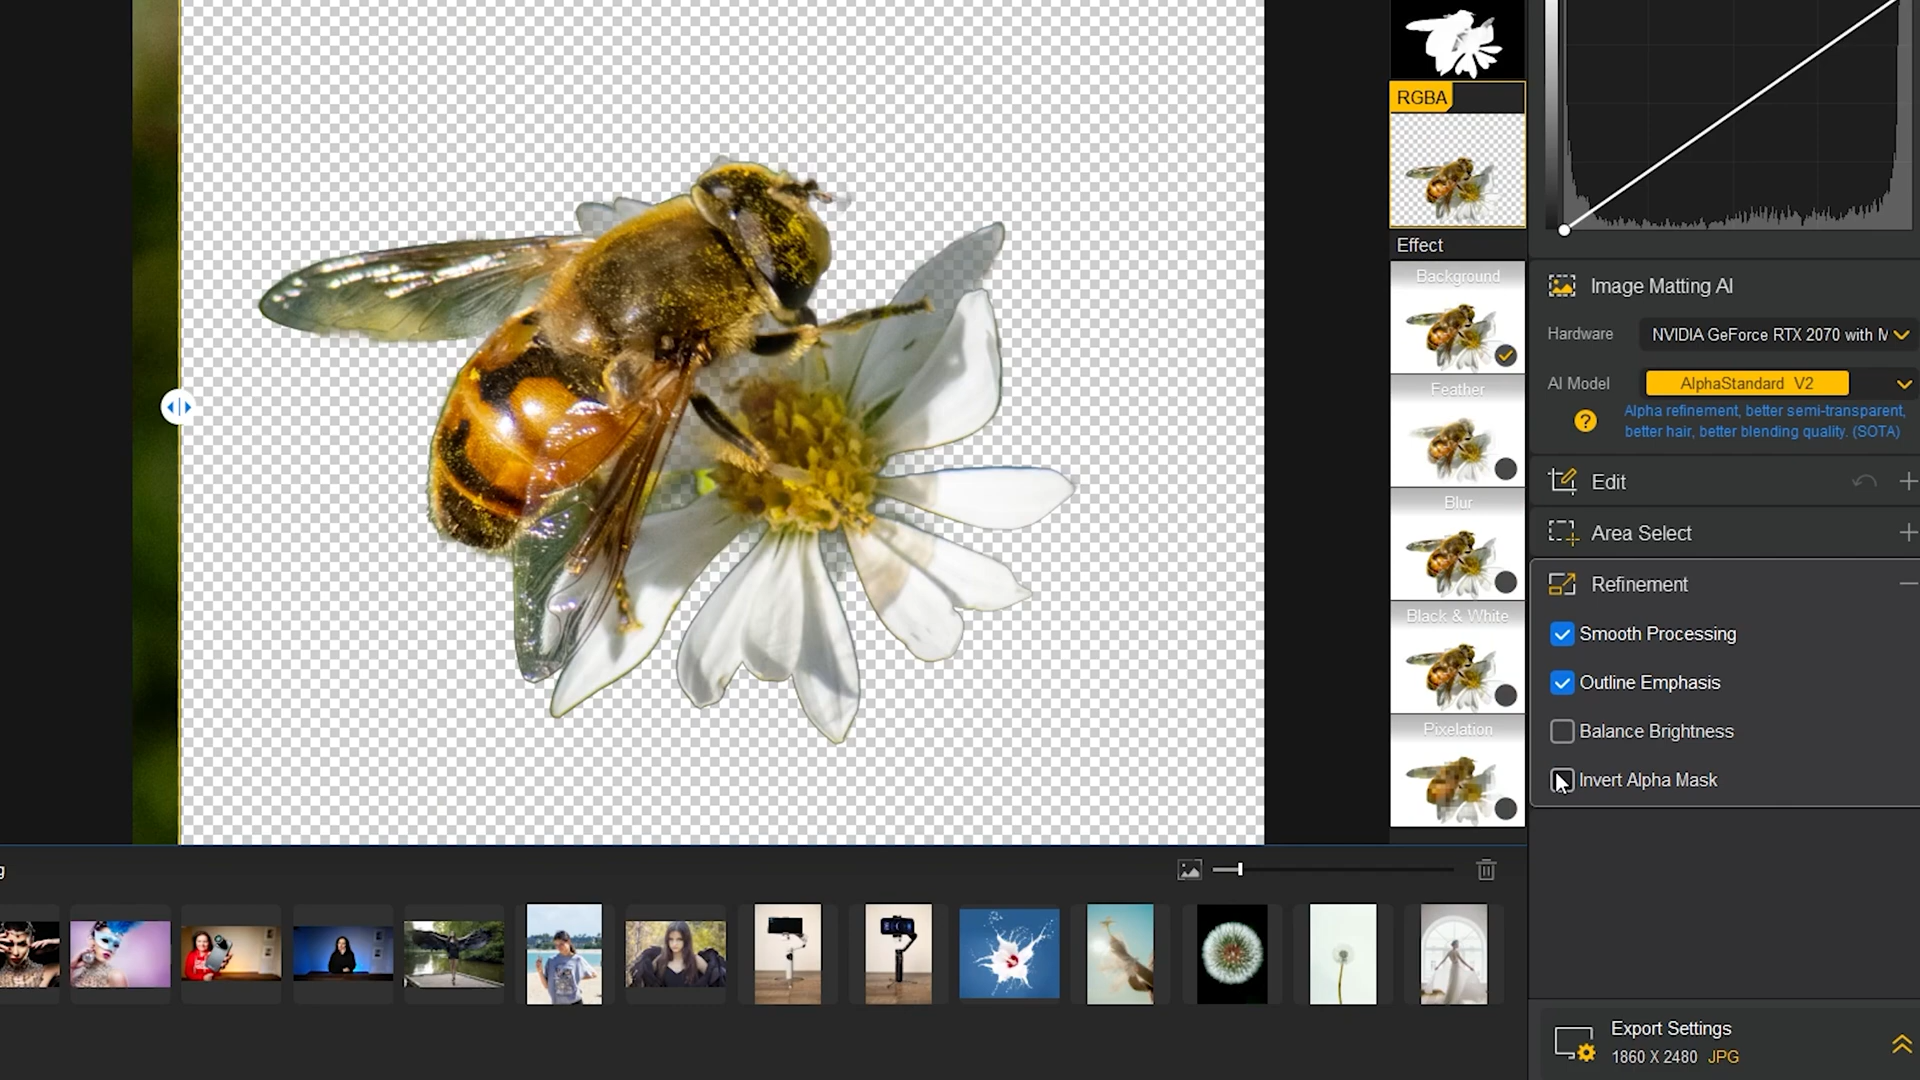 RGBA
Effect
Background
Feather
Blur
Black & White
Pixelation
Image Matting AI
Hardware
NVIDIA GeForce RTX 2070 with M
AI Model
AlphaStandard V2
Alpha refinement, better semi-transparent,
better hair, better blending quality. (SOTA)
Edit
Area Select
Refinement
Smooth Processing
Outline Emphasis
Balance Brightness
Invert Alpha Mask
g
Export Settings
1860 X 2480 JPG